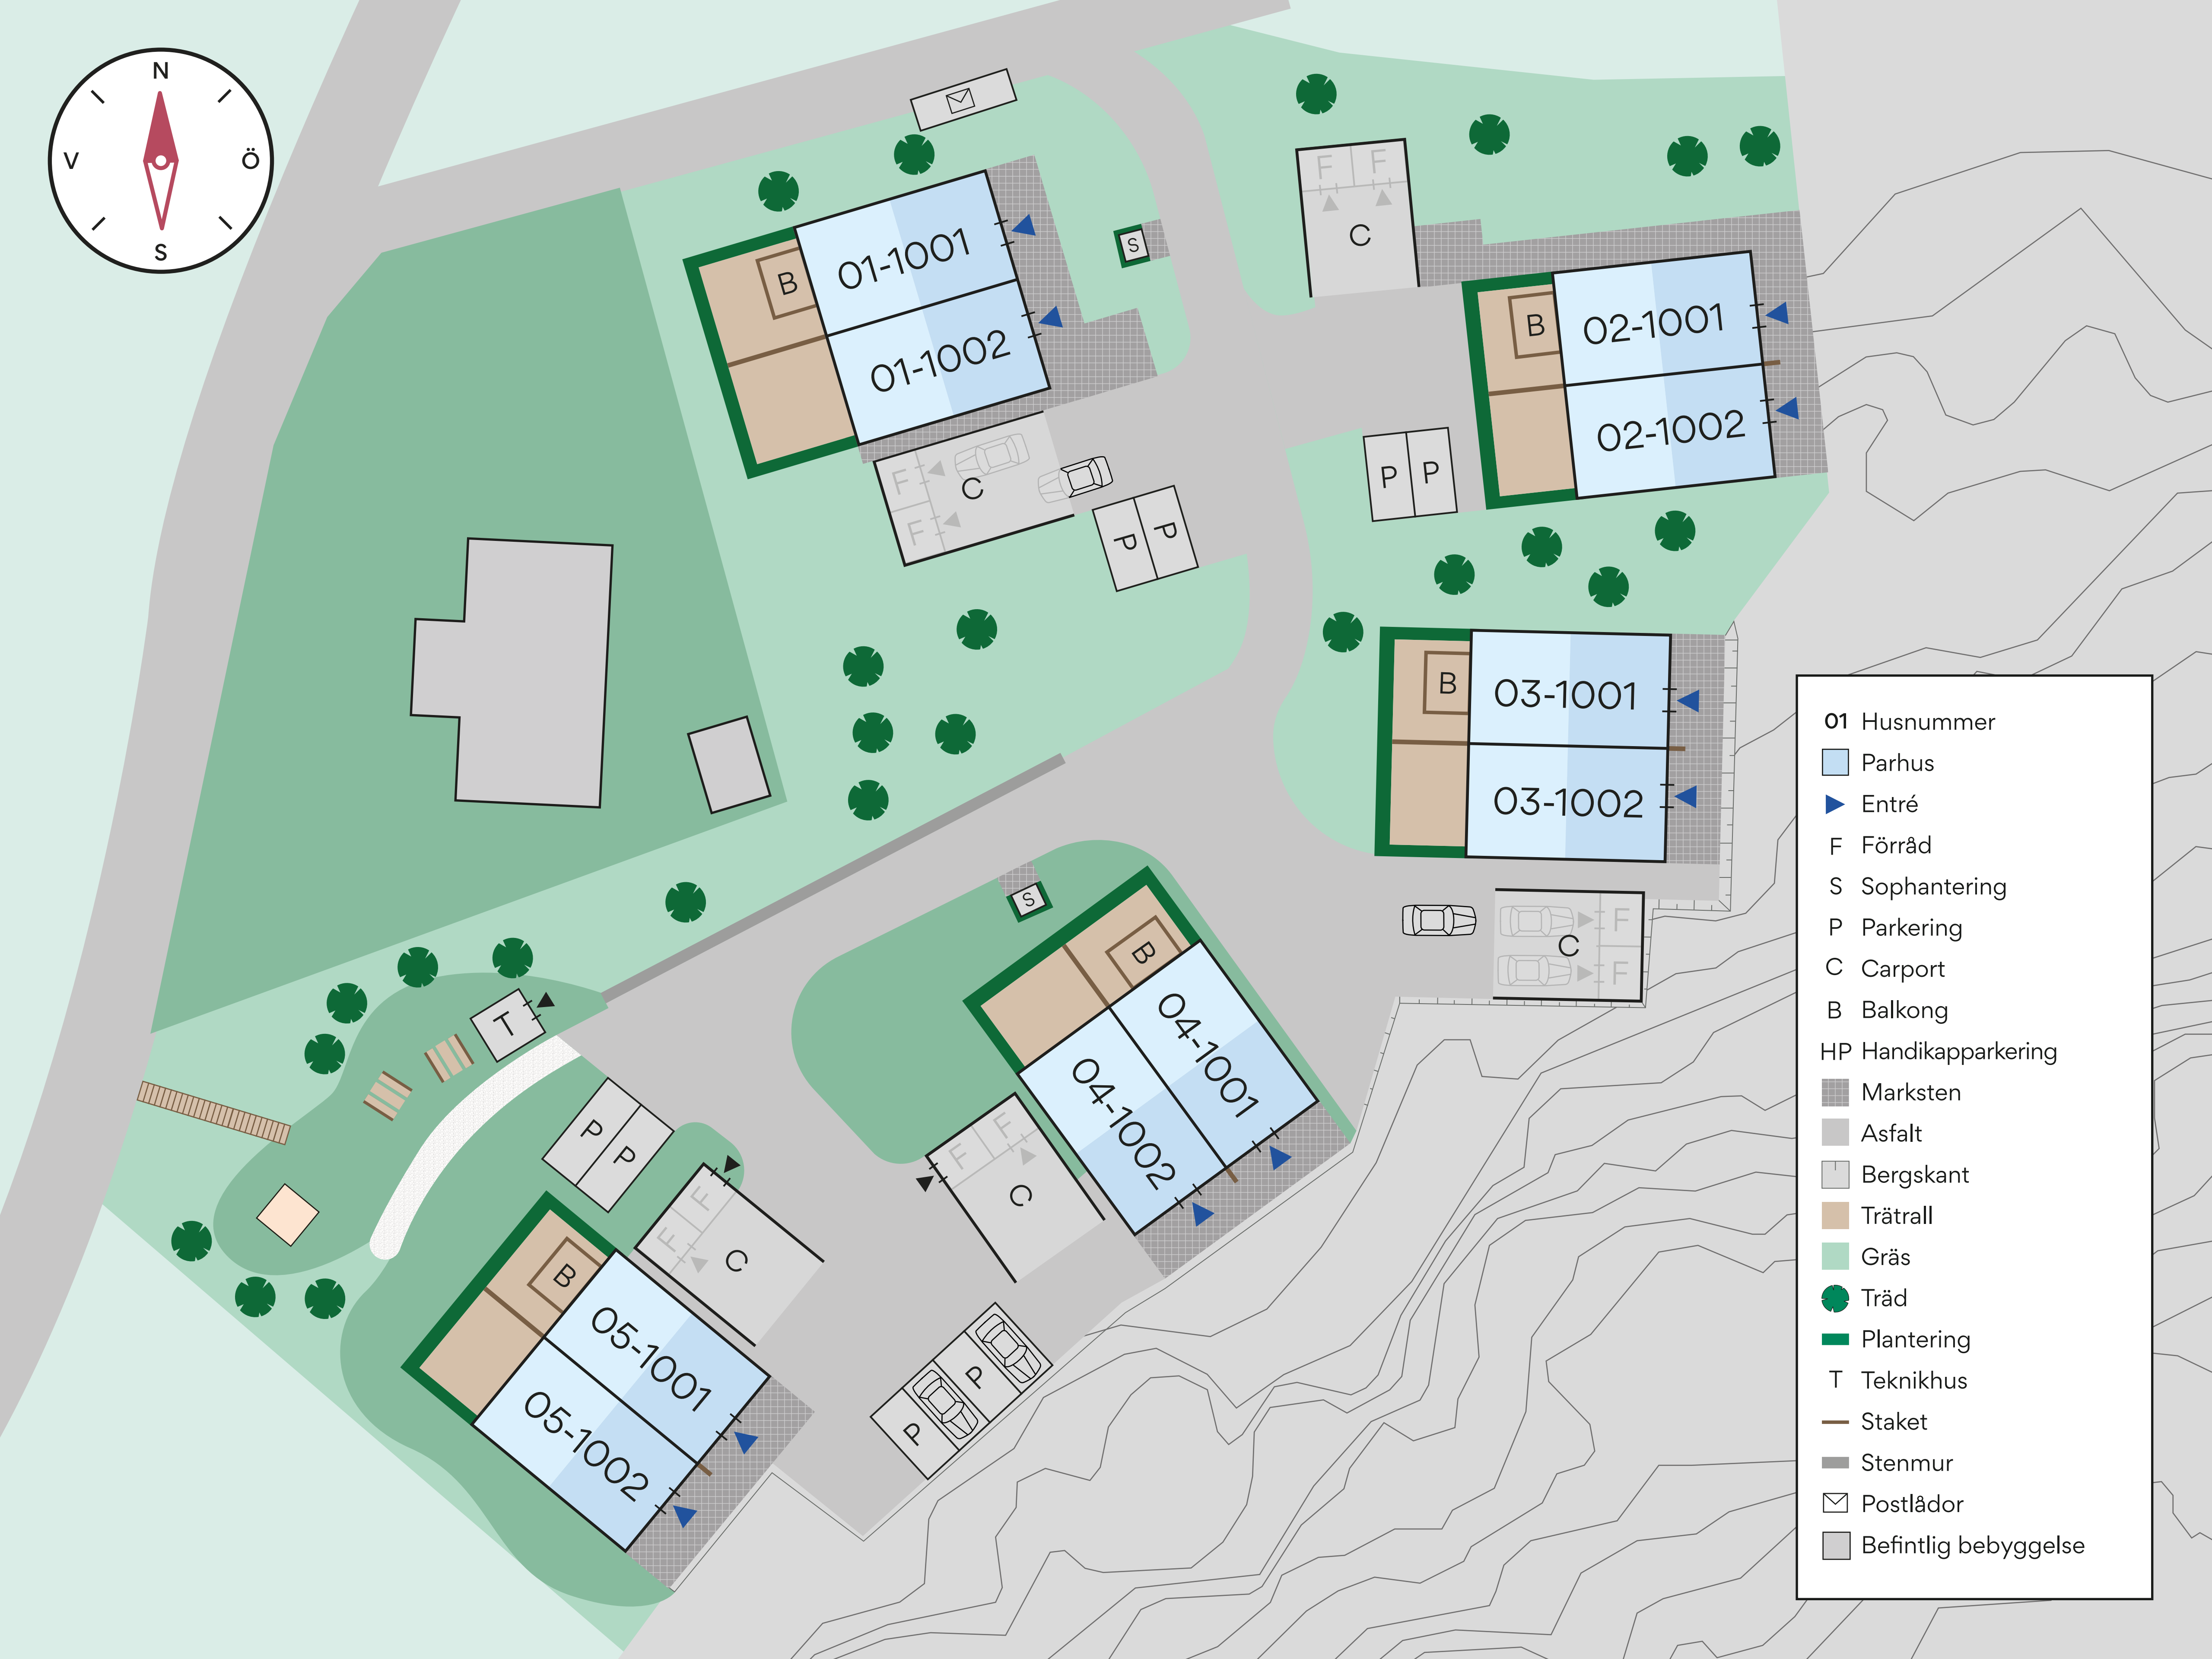 N
V
Ö
S
01-1001
B
01-1002
S
F
F
C
F
F
C
P
P
02-1001
B
02-1002
P
P
03-1001
B
03-1002
C
F
F
S
B
04-1001
04-1002
F
F
C
T
P
P
F
F
C
B
05-1001
05-1002
P
P
01 Husnummer
Parhus
Entré
F Förråd
S Sophantering
P Parkering
C Carport
B Balkong
HP Handikapparkering
Marksten
Asfalt
Bergskant
Trätrall
Gräs
Träd
Plantering
T Teknikhus
Staket
Stenmur
Postlådor
Befintlig bebyggelse